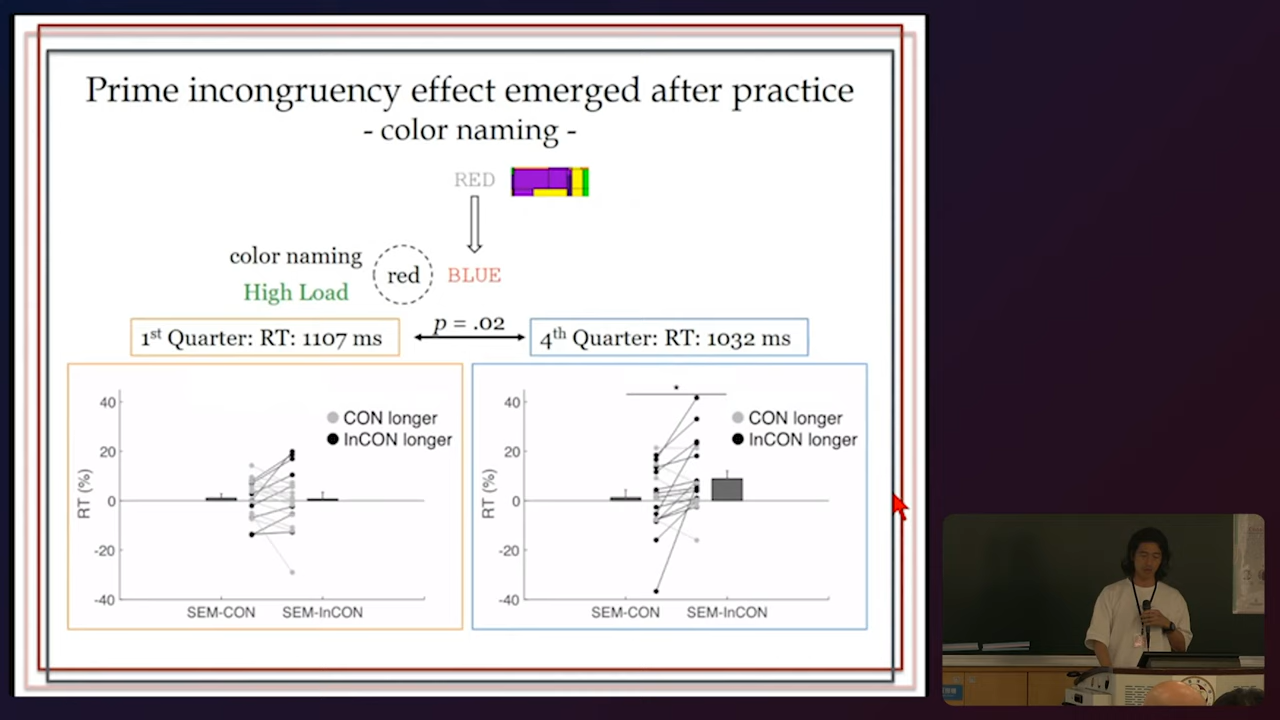 Prime incongruency effect emerged after practice
- color naming -
RED
color naming
High Load
red
BLUE
1st Quarter: RT: 1107 ms
p = .02
4th Quarter: RT: 1032 ms
40
20
0
-20
-40
RT (%)
CON longer
InCON longer
SEM-CON
SEM-InCON
*
40
20
0
-20
-40
RT (%)
CON longer
InCON longer
SEM-CON
SEM-InCON